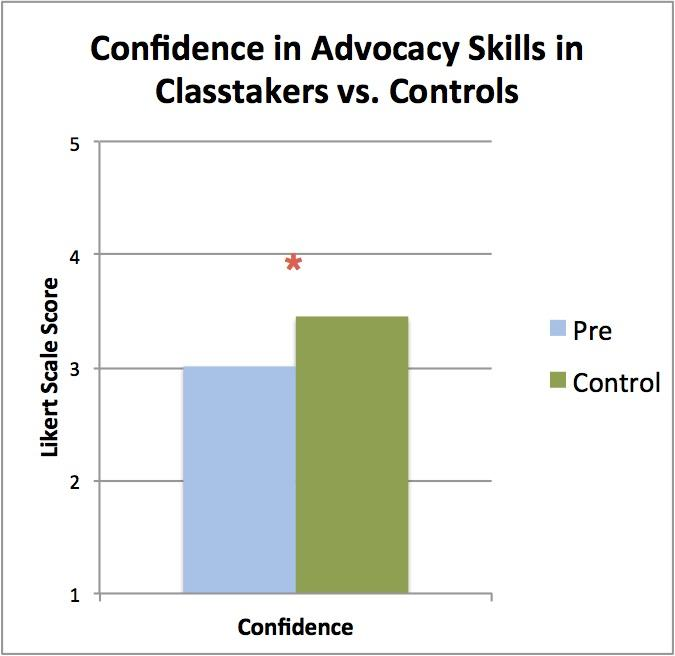 Confidence in Advocacy Skills in
Classtakers vs. Controls
5
4
*
3
2
1
Likert Scale Score
Confidence
Pre
Control